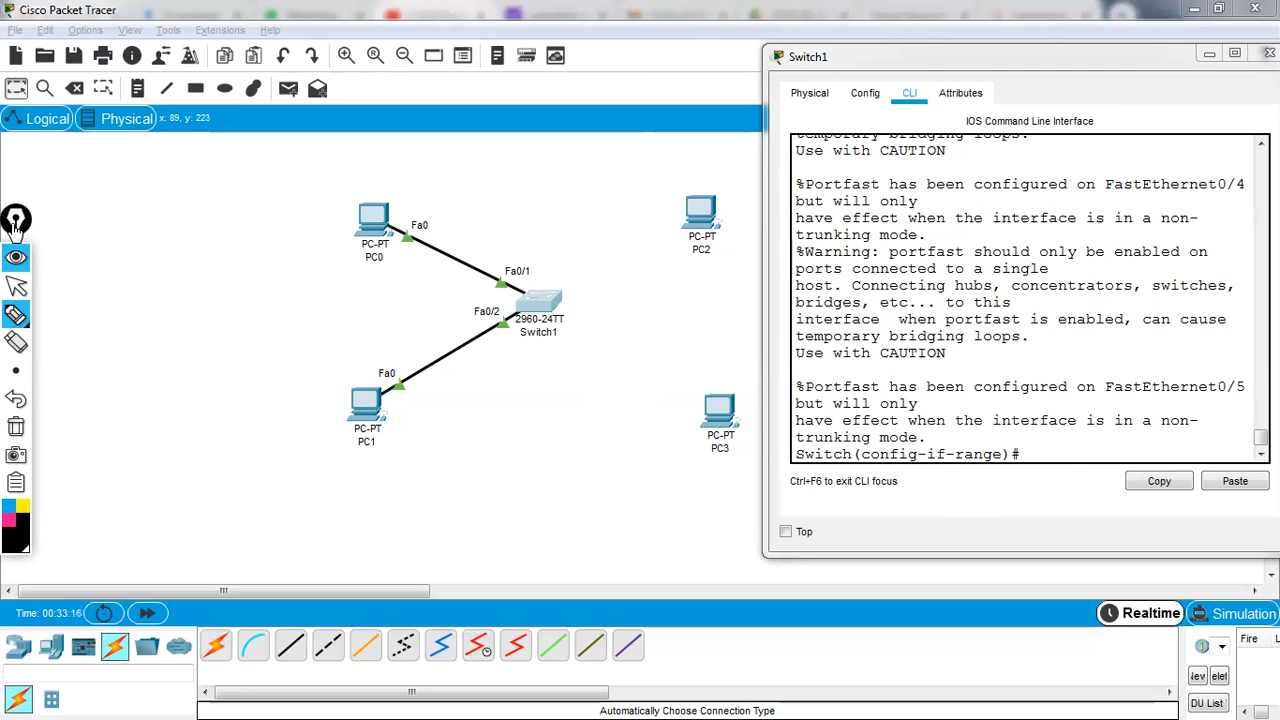 Cisco Packet Tracer
File Edit Options View Tools Extensions Help
Logical Physical x: 89, y: 223
Fa0
PC-PT
PC0
Fa0/1
Fa0/2
2960-24TT
Switch1
Fa0
PC-PT
PC1
PC-PT
PC2
PC-PT
PC3
Switch1
Physical Config CLI Attributes
IOS Command Line Interface
temporary bridging loops.
Use with CAUTION
%Portfast has been configured on FastEthernet0/4
but will only
have effect when the interface is in a non-
trunking mode.
%Warning: portfast should only be enabled on
ports connected to a single
host. Connecting hubs, concentrators, switches,
bridges, etc... to this
interface  when portfast is enabled, can cause
temporary bridging loops.
Use with CAUTION
%Portfast has been configured on FastEthernet0/5
but will only
have effect when the interface is in a non-
trunking mode.
Switch(config-if-range)#
Ctrl+F6 to exit CLI focus
Copy Paste
Top
Time: 00:33:16
Realtime Simulation
Fire
DU List
Automatically Choose Connection Type